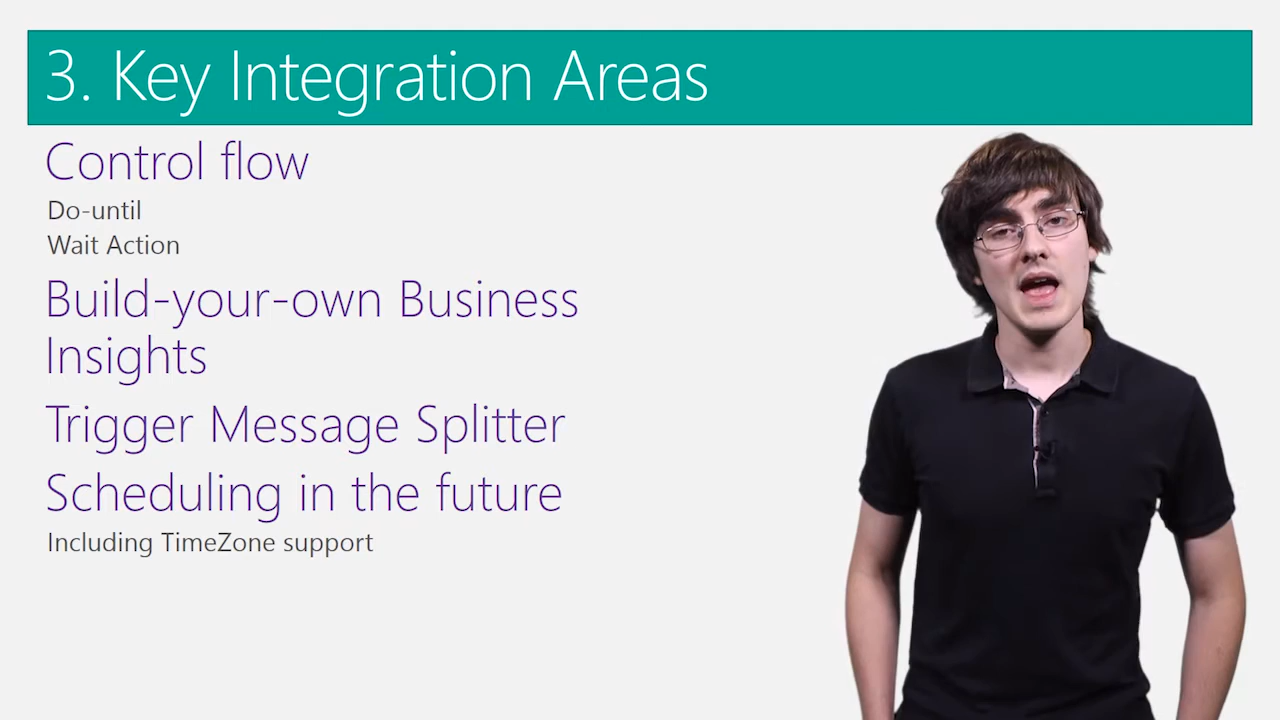 3. Key Integration Areas
Control flow
Do-until
Wait Action
Build-your-own Business
Insights
Trigger Message Splitter
Scheduling in the future
Including TimeZone support